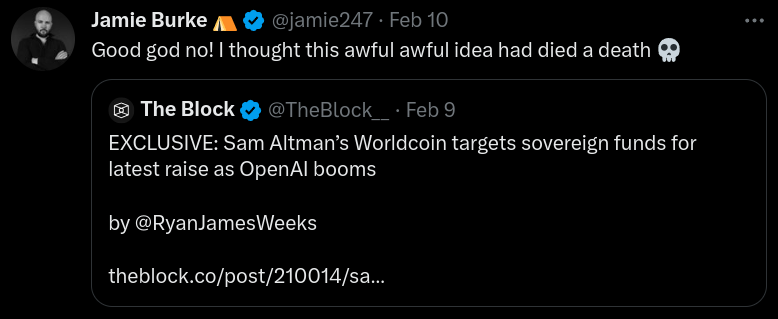 Jamie Burke ⛺ @jamie247 · Feb 10
Good god no! I thought this awful awful idea had died a death 💀
The Block @TheBlock__ · Feb 9
EXCLUSIVE: Sam Altman’s Worldcoin targets sovereign funds for
latest raise as OpenAI booms
by @RyanJamesWeeks
theblock.co/post/210014/sa...